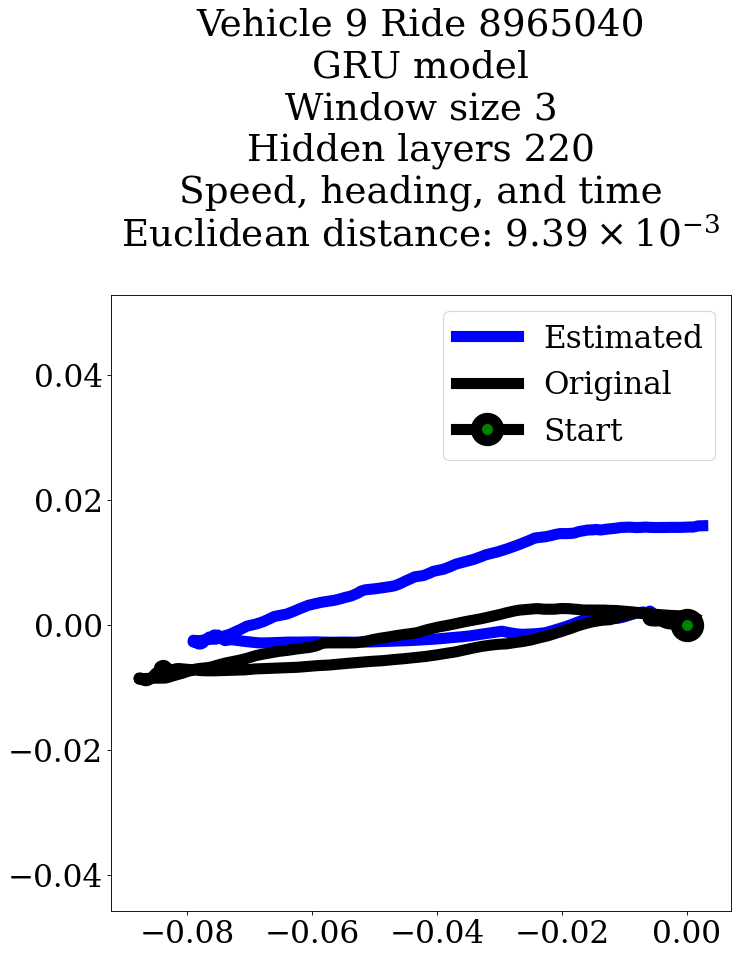 Vehicle 9 Ride 8965040
GRU model
Window size 3
Hidden layers 220
Speed, heading, and time
Euclidean distance: 9.39 × 10⁻³
Estimated
Original
Start
0.04
0.02
0.00
−0.02
−0.04
−0.08 −0.06 −0.04 −0.02 0.00